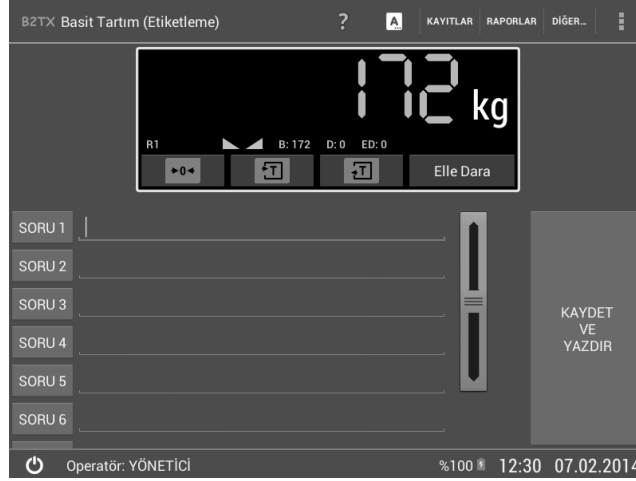 B2TX Basit Tartım (Etiketleme) ? A KAYITLAR RAPORLAR DİĞER...
172 kg
R1 B: 172 D: 0 ED: 0
►0◄ T T Elle Dara
SORU 1
SORU 2
SORU 3
SORU 4
SORU 5
SORU 6
KAYDET
VE
YAZDIR
Operatör: YÖNETİCİ %100 12:30 07.02.2014